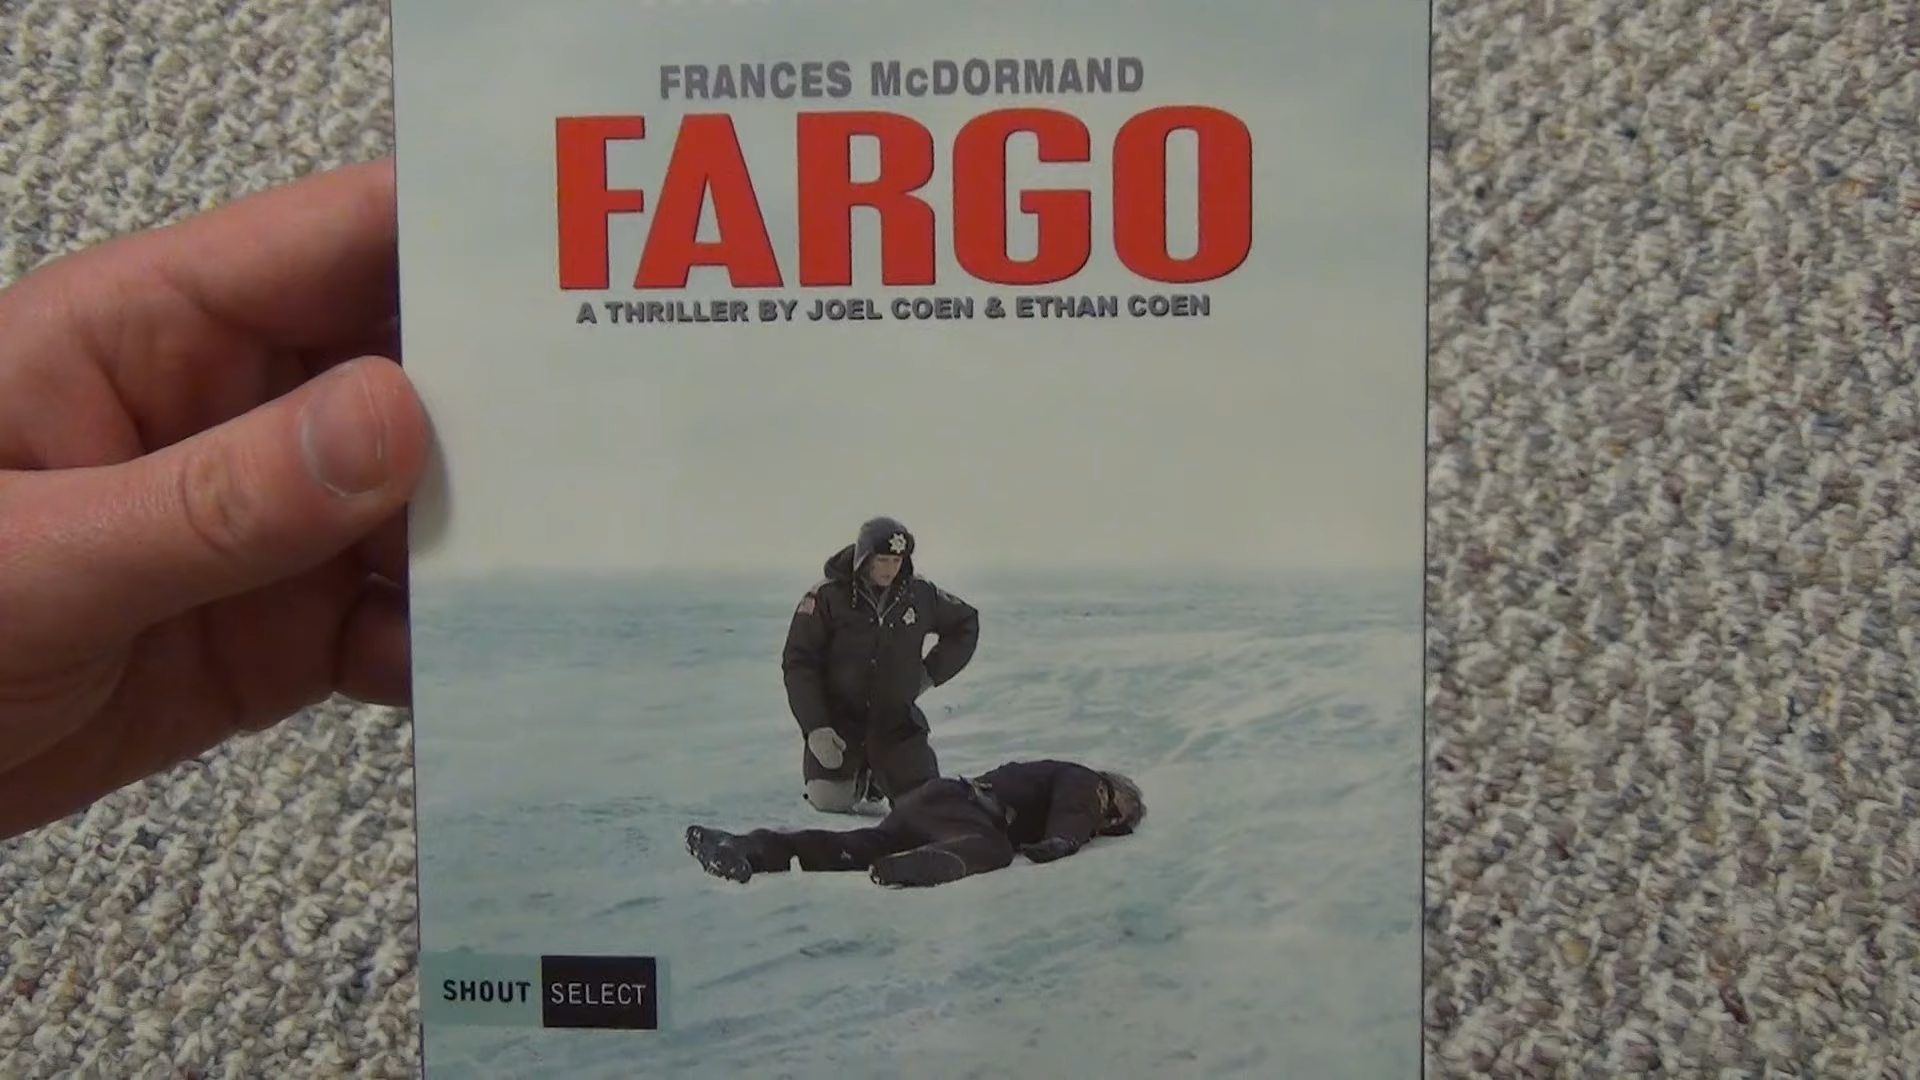 FRANCES McDORMAND
FARGO
A THRILLER BY JOEL COEN & ETHAN COEN
SHOUT SELECT